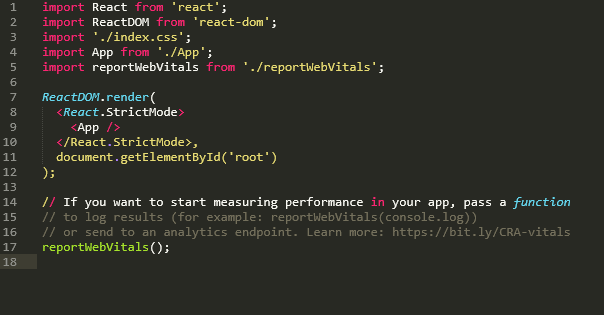 1 import React from 'react';
2 import ReactDOM from 'react-dom';
3 import './index.css';
4 import App from './App';
5 import reportWebVitals from './reportWebVitals';
6
7 ReactDOM.render(
8   <React.StrictMode>
9     <App />
10   </React.StrictMode>,
11   document.getElementById('root')
12 );
13
14 // If you want to start measuring performance in your app, pass a function
15 // to log results (for example: reportWebVitals(console.log))
16 // or send to an analytics endpoint. Learn more: https://bit.ly/CRA-vitals
17 reportWebVitals();
18